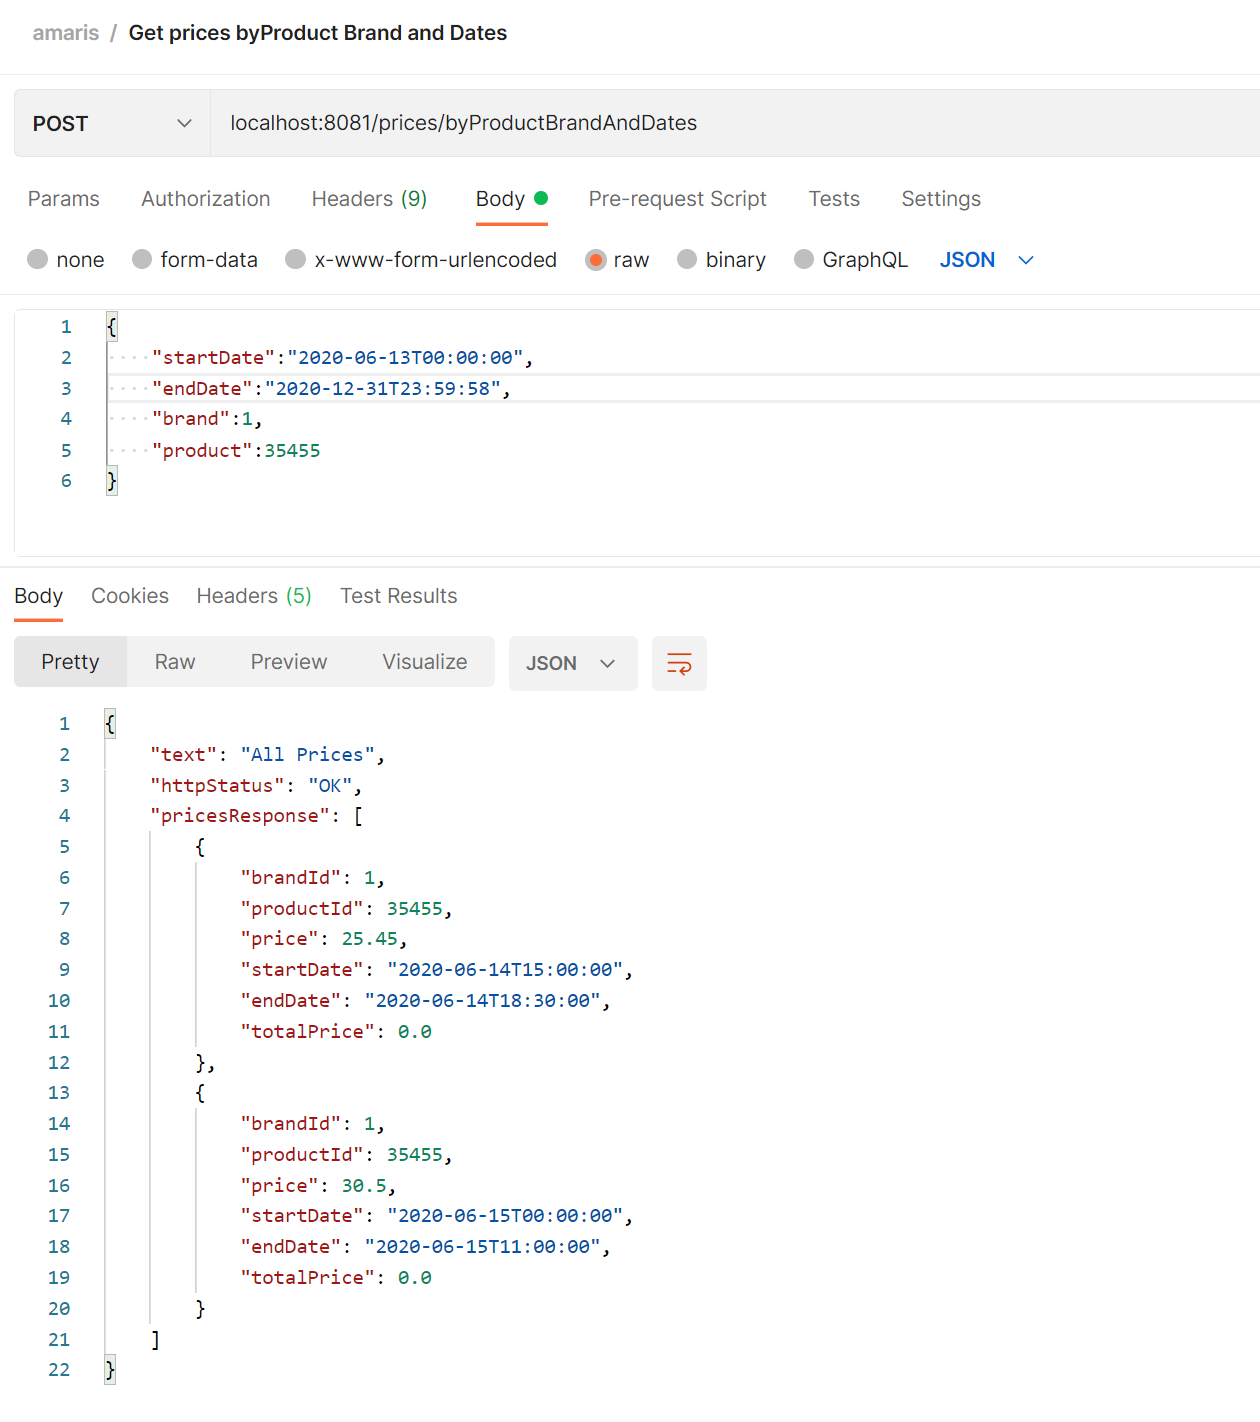 amaris / Get prices byProduct Brand and Dates
POST localhost:8081/prices/byProductBrandAndDates
Params Authorization Headers (9) Body Pre-request Script Tests Settings
none form-data x-www-form-urlencoded raw binary GraphQL JSON
1 {
2 ····"startDate":"2020-06-13T00:00:00",
3 ····"endDate":"2020-12-31T23:59:58",
4 ····"brand":1,
5 ····"product":35455
6 }
Body Cookies Headers (5) Test Results
Pretty Raw Preview Visualize JSON
1 {
2 "text": "All Prices",
3 "httpStatus": "OK",
4 "pricesResponse": [
5 {
6 "brandId": 1,
7 "productId": 35455,
8 "price": 25.45,
9 "startDate": "2020-06-14T15:00:00",
10 "endDate": "2020-06-14T18:30:00",
11 "totalPrice": 0.0
12 },
13 {
14 "brandId": 1,
15 "productId": 35455,
16 "price": 30.5,
17 "startDate": "2020-06-15T00:00:00",
18 "endDate": "2020-06-15T11:00:00",
19 "totalPrice": 0.0
20 }
21 ]
22 }